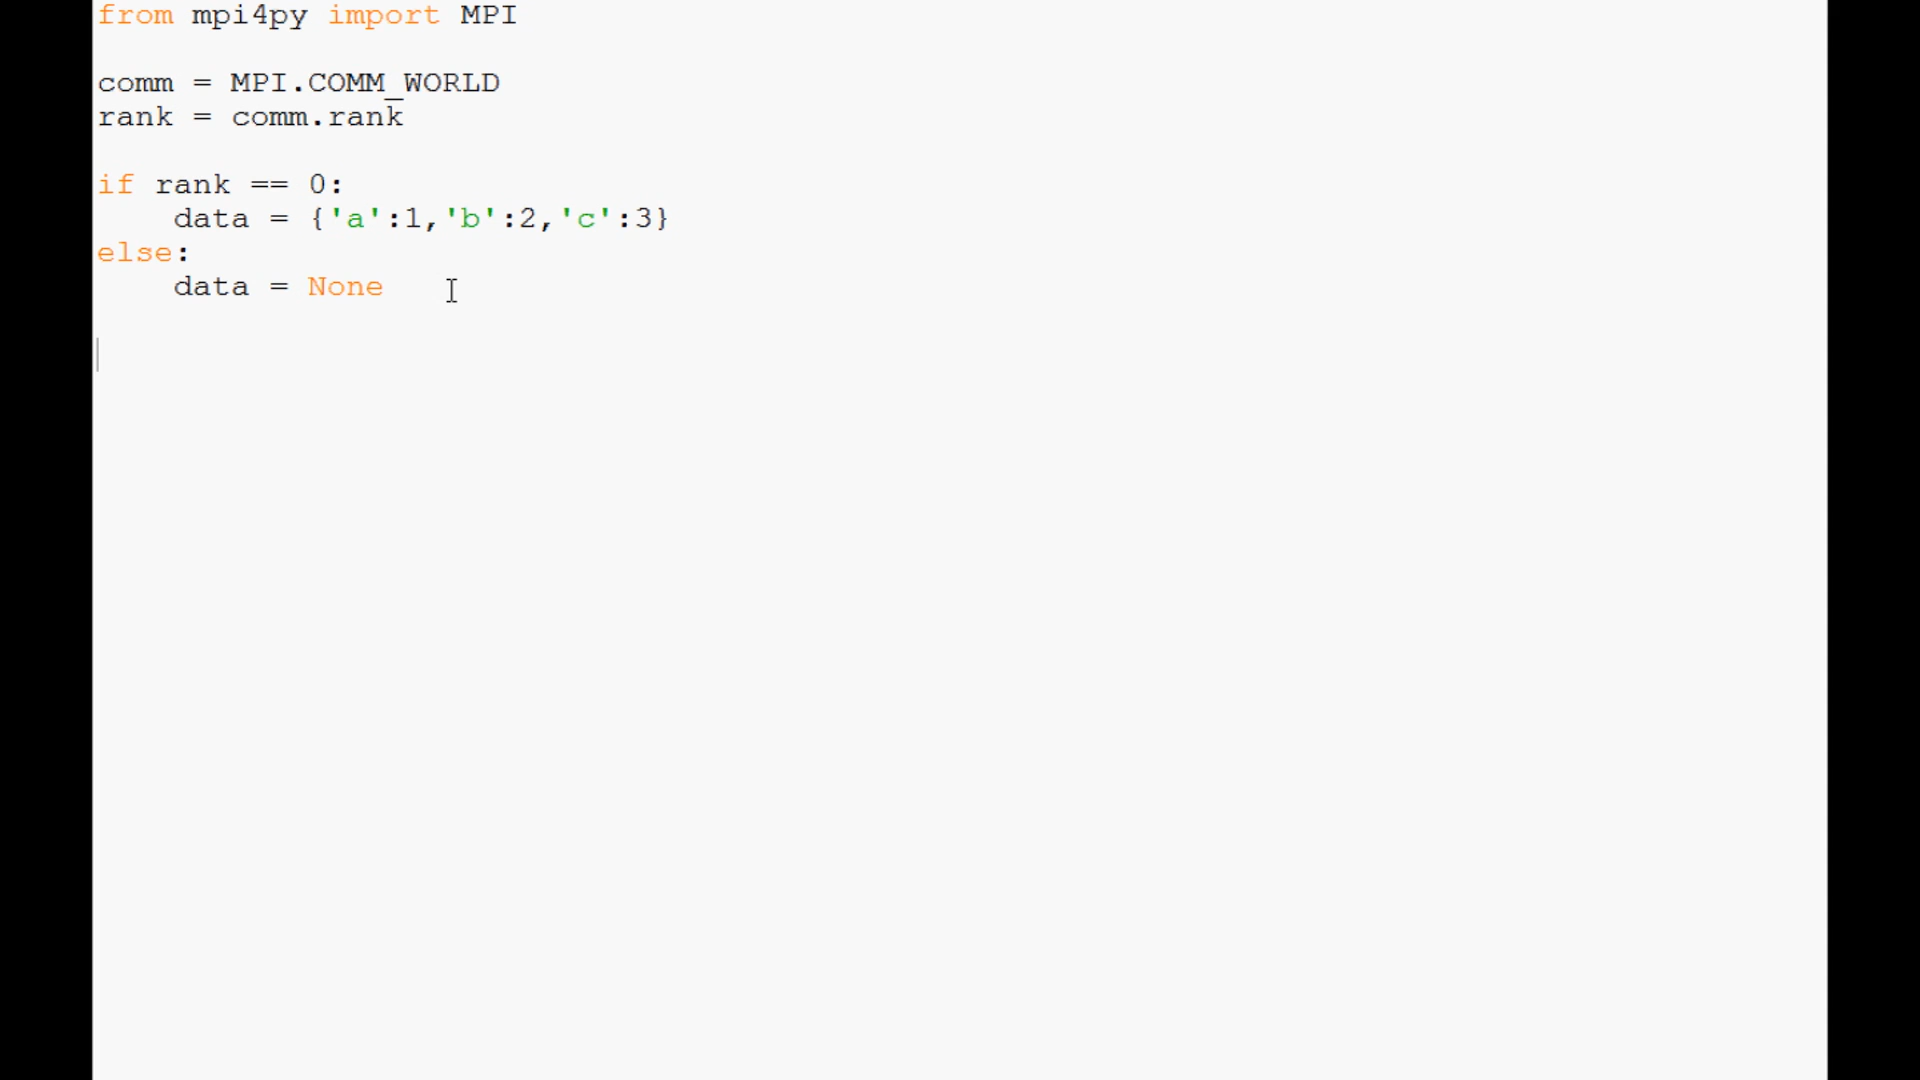 from mpi4py import MPI
comm = MPI.COMM_WORLD
rank = comm.rank
if rank == 0:
    data = {'a':1,'b':2,'c':3}
else:
    data = None